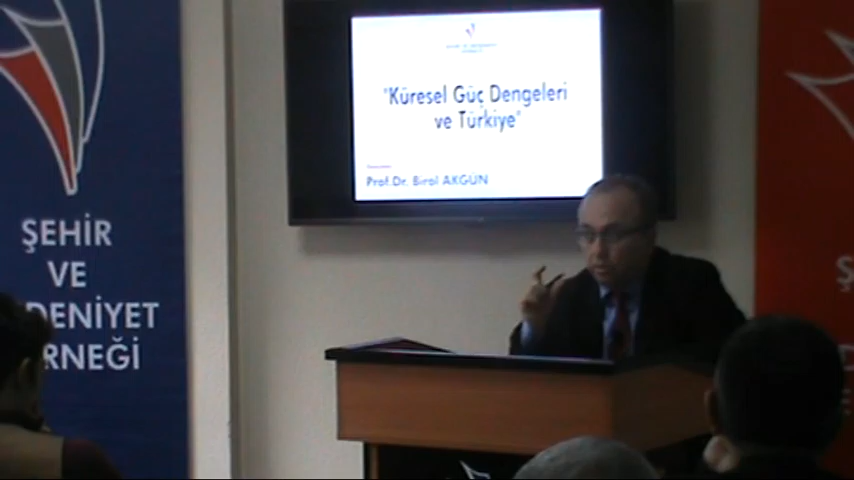 'Küresel Güç Dengeleri
ve Türkiye'
Prof.Dr. Birol AKGÜN
ŞEHİR
VE
DENİYET
RNEĞİ
Ş